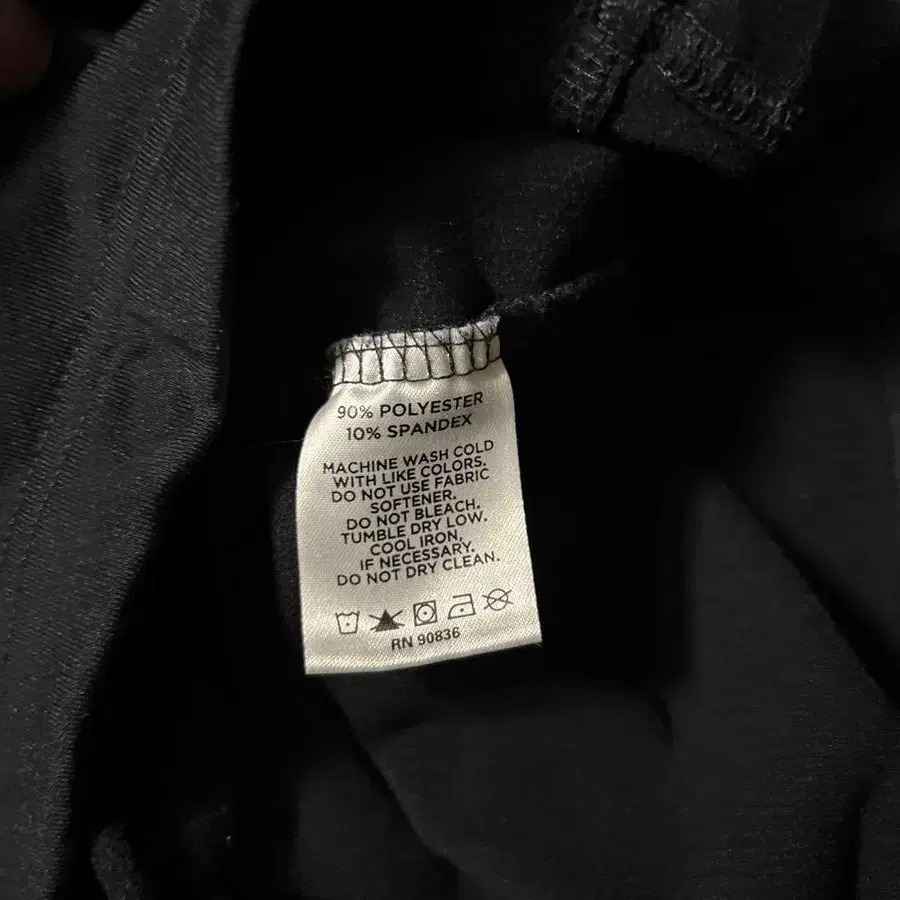 90% POLYESTER
10% SPANDEX
MACHINE WASH COLD
WITH LIKE COLORS.
DO NOT USE FABRIC
SOFTENER.
DO NOT BLEACH.
TUMBLE DRY LOW.
COOL IRON,
IF NECESSARY.
DO NOT DRY CLEAN.
RN 90836